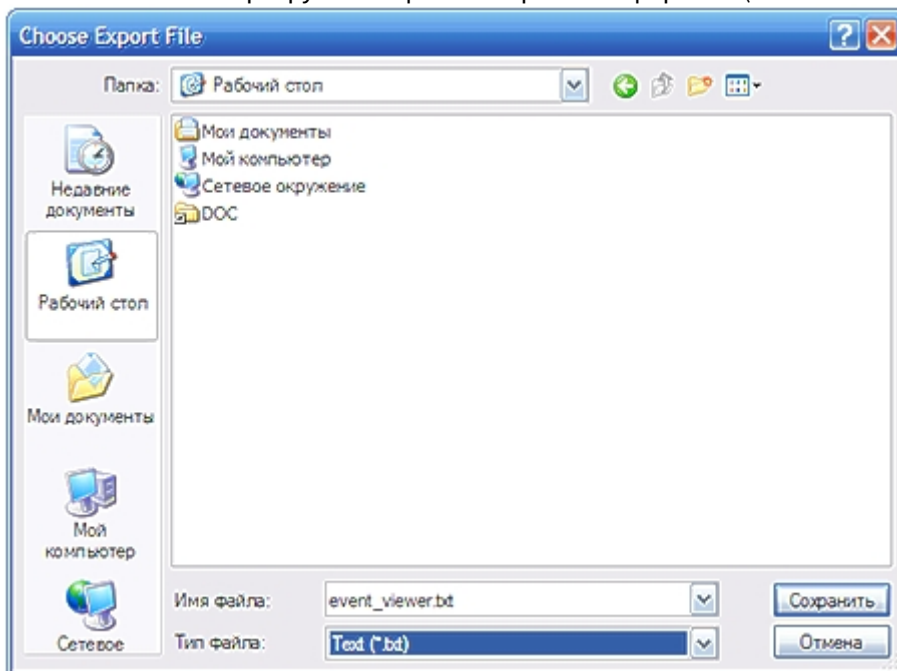 Choose Export File
Папка:
Рабочий стол
Недавние
документы
Рабочий стол
Мои документы
Мой
компьютер
Сетевое
Мои документы
Мой компьютер
Сетевое окружение
DOC
Имя файла:
event_viewer.txt
Сохранить
Тип файла:
Text (*.txt)
Отмена